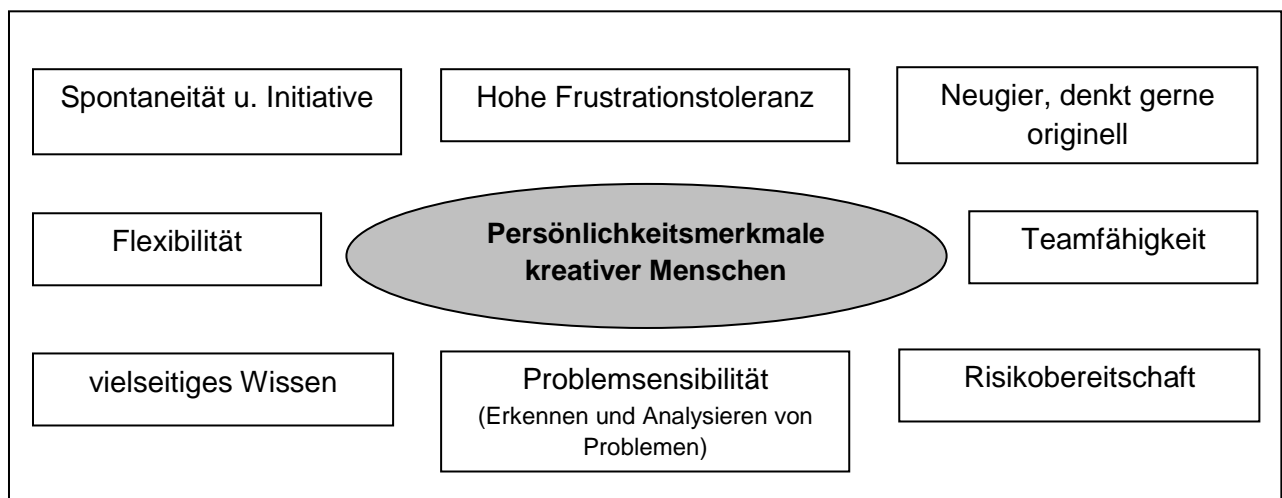 Spontaneität u. Initiative
Hohe Frustrationstoleranz
Neugier, denkt gerne
originell
Flexibilität
Persönlichkeitsmerkmale
kreativer Menschen
Teamfähigkeit
vielseitiges Wissen
Problemsensibilität
(Erkennen und Analysieren von
Problemen)
Risikobereitschaft